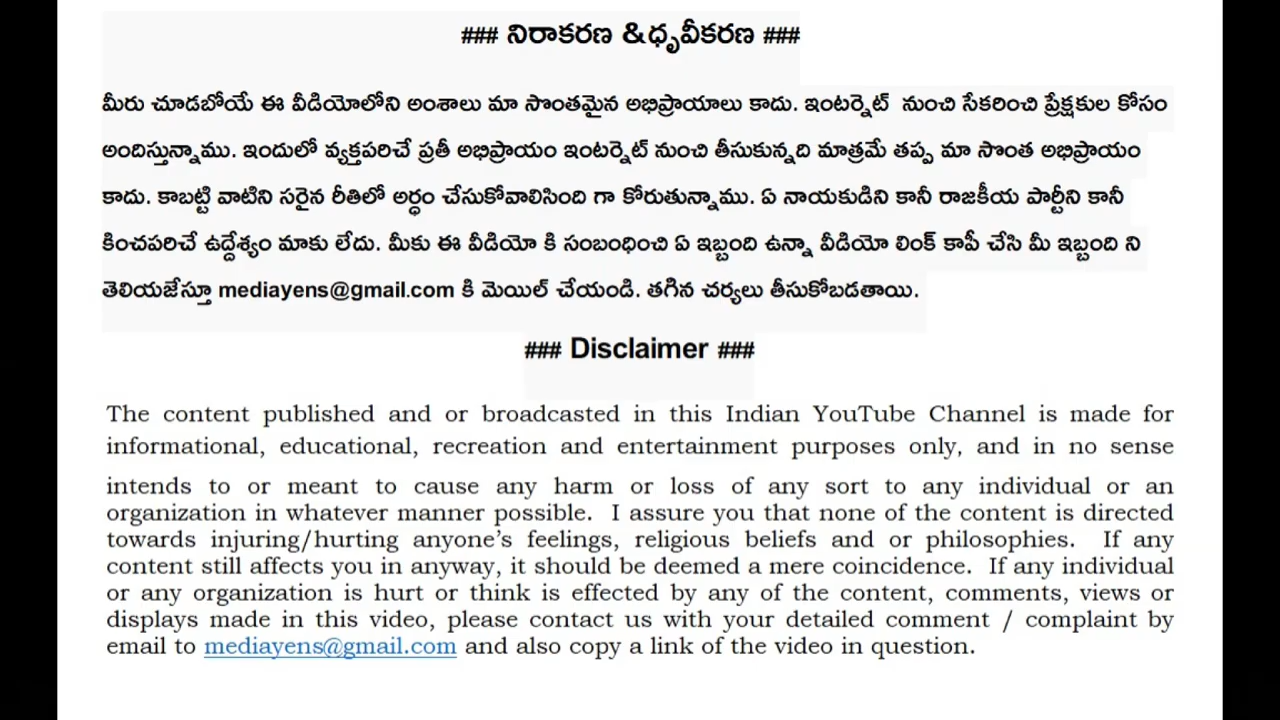 ### నిరాకరణ &ధృవీకరణ ###
మీరు చూడబోయే ఈ వీడియోలోని అంశాలు మా సొంతమైన అభిప్రాయాలు కాదు. ఇంటర్నెట్ నుంచి సేకరించి ప్రేక్షకుల కోసం
అందిస్తున్నాము. ఇందులో వ్యక్తపరిచే ప్రతీ అభిప్రాయం ఇంటర్నెట్ నుంచి తీసుకున్నది మాత్రమే తప్ప మా సొంత అభిప్రాయం
కాదు. కాబట్టి వాటిని సరైన రీతిలో అర్ధం చేసుకోవాలిసింది గా కోరుతున్నాము. ఏ నాయకుడిని కానీ రాజకీయ పార్టీని కానీ
కించపరిచే ఉద్దేశ్యం మాకు లేదు. మీకు ఈ వీడియో కి సంబంధించి ఏ ఇబ్బంది ఉన్నా వీడియో లింక్ కాపీ చేసి మీ ఇబ్బంది ని
తెలియజేస్తూ mediayens@gmail.com కి మెయిల్ చేయండి. తగిన చర్యలు తీసుకోబడతాయి.
### Disclaimer ###
The content published and or broadcasted in this Indian YouTube Channel is made for
informational, educational, recreation and entertainment purposes only, and in no sense
intends to or meant to cause any harm or loss of any sort to any individual or an
organization in whatever manner possible. I assure you that none of the content is directed
towards injuring/hurting anyone’s feelings, religious beliefs and or philosophies. If any
content still affects you in anyway, it should be deemed a mere coincidence. If any individual
or any organization is hurt or think is effected by any of the content, comments, views or
displays made in this video, please contact us with your detailed comment / complaint by
email to mediayens@gmail.com and also copy a link of the video in question.